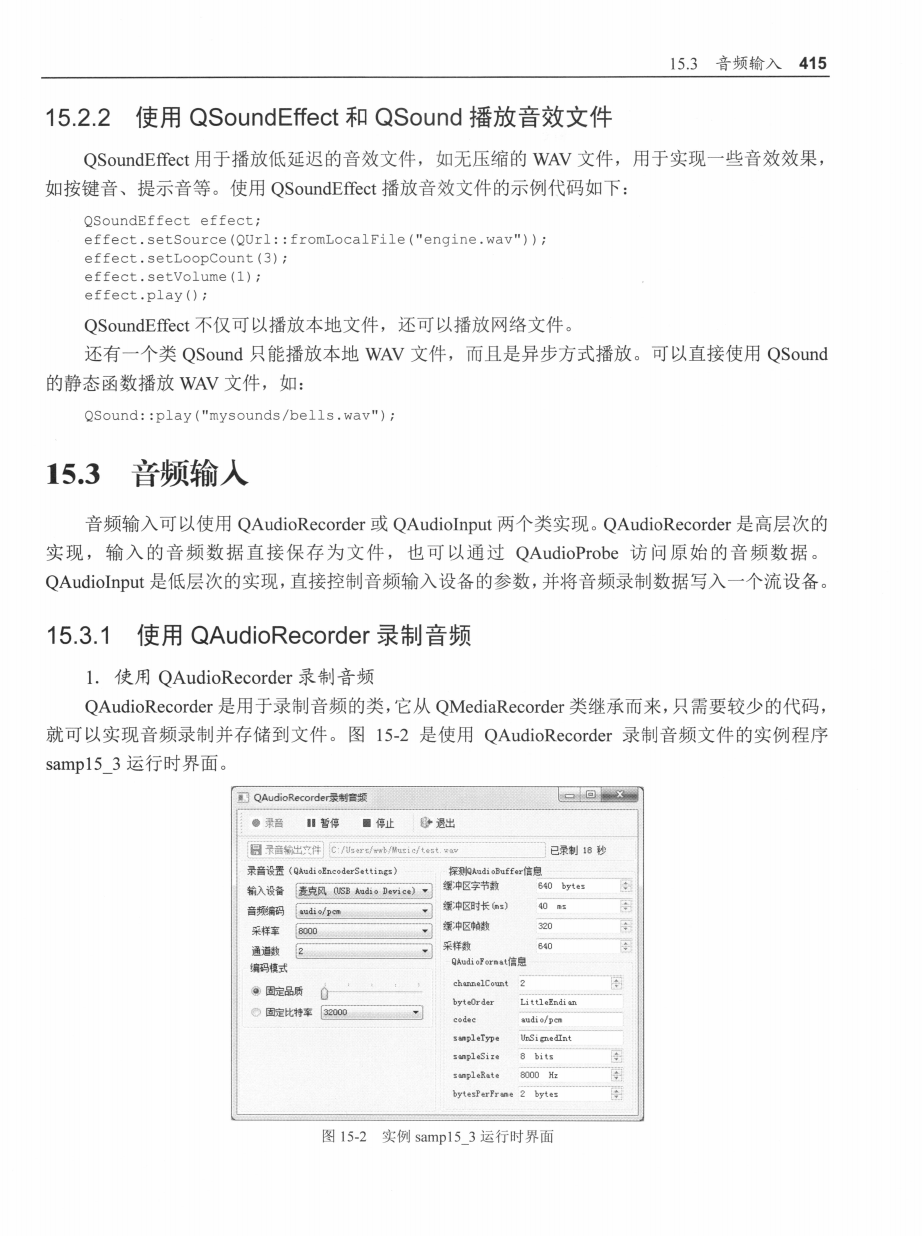 15.3 音频输入 415
15.2.2 使用 QSoundEffect 和 QSound 播放音效文件
QSoundEffect 用于播放低延迟的音效文件，如无压缩的 WAV 文件，用于实现一些音效效果，
如按键音、提示音等。使用 QSoundEffect 播放音效文件的示例代码如下：
QSoundEffect effect;
effect.setSource(QUrl::fromLocalFile("engine.wav"));
effect.setLoopCount(3);
effect.setVolume(1);
effect.play();
QSoundEffect 不仅可以播放本地文件，还可以播放网络文件。
还有一个类 QSound 只能播放本地 WAV 文件，而且是异步方式播放。可以直接使用 QSound
的静态函数播放 WAV 文件，如：
QSound::play("mysounds/bells.wav");
15.3 音频输入
音频输入可以使用 QAudioRecorder 或 QAudioInput 两个类实现。QAudioRecorder 是高层次的
实现，输入的音频数据直接保存为文件，也可以通过 QAudioProbe 访问原始的音频数据。
QAudioInput 是低层次的实现，直接控制音频输入设备的参数，并将音频录制数据写入一个流设备。
15.3.1 使用 QAudioRecorder 录制音频
1. 使用 QAudioRecorder 录制音频
QAudioRecorder 是用于录制音频的类，它从 QMediaRecorder 类继承而来，只需要较少的代码，
就可以实现音频录制并存储到文件。图 15-2 是使用 QAudioRecorder 录制音频文件的实例程序
samp15_3 运行时界面。
QAudioRecorder录制音频
录音 暂停 停止 退出
录音输出文件 C:/Users/wwb/Music/test.wav 已录制 18 秒
录音设置 (QAudioEncoderSettings) 探测QAudioBuffer信息
输入设备 麦克风 (USB Audio Device) 缓冲区字节数 640 bytes
音频编码 audio/pcm 缓冲区时长(ms) 40 ms
采样率 8000 缓冲区帧数 320
通道数 2 采样数 640
编码模式 QAudioFormat信息
channelCount 2
固定品质
byteOrder LittleEndian
固定比特率 32000
codec audio/pcm
sampleType UnSignedInt
sampleSize 8 bits
sampleRate 8000 Hz
bytesPerFrame 2 bytes
图 15-2 实例 samp15_3 运行时界面